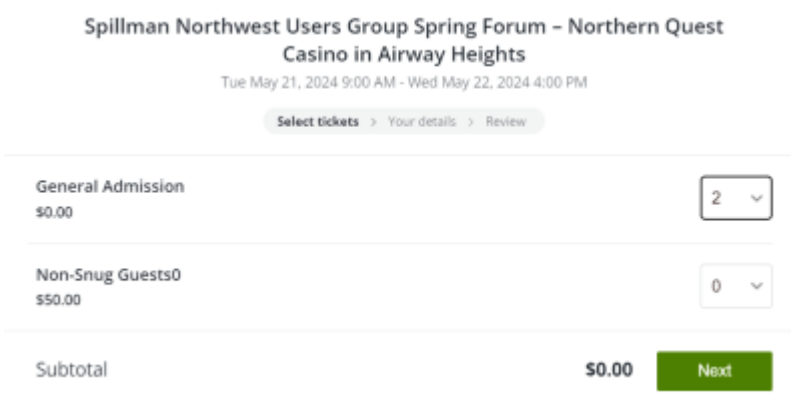 Spillman Northwest Users Group Spring Forum – Northern Quest
Casino in Airway Heights
Tue May 21, 2024 9:00 AM - Wed May 22, 2024 4:00 PM
Select tickets > Your details > Review
General Admission
$0.00
2
Non-Snug Guests0
$50.00
0
Subtotal $0.00 Next